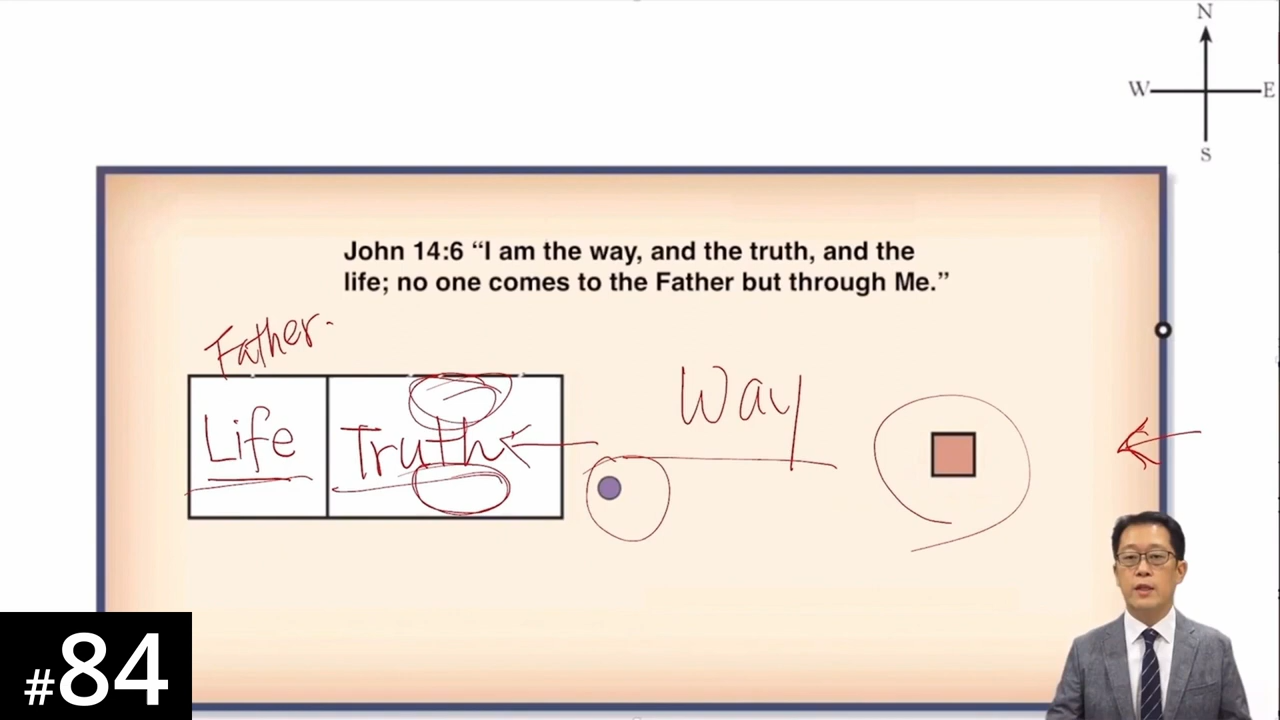 N
W E
S
John 14:6 “I am the way, and the truth, and the
life; no one comes to the Father but through Me.”
Father.
Way
Life Truth
#84